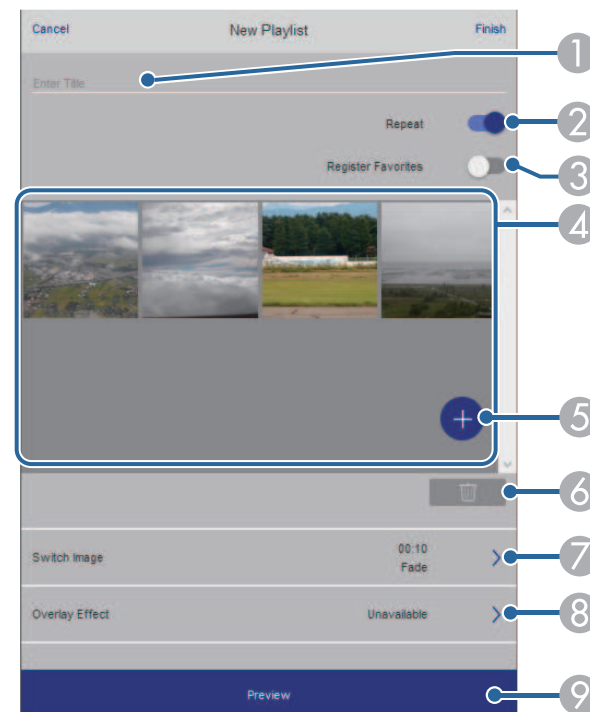 Cancel New Playlist Finish
1
Enter Title
Repeat 2
Register Favorites 3
4
5
6
Switch Image 00:10 7
Fade
Overlay Effect Unavailable 8
Preview 9